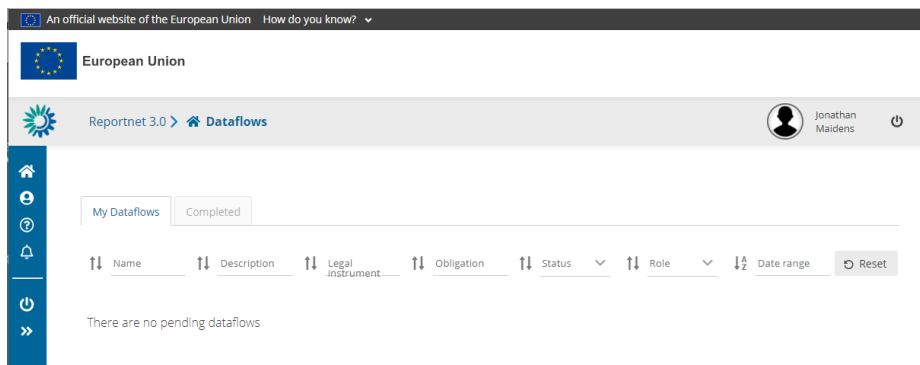 An official website of the European Union How do you know?
European Union
Reportnet 3.0 Dataflows
Jonathan
Maidens
My Dataflows Completed
Name Description Legal instrument Obligation Status Role Date range Reset
There are no pending dataflows